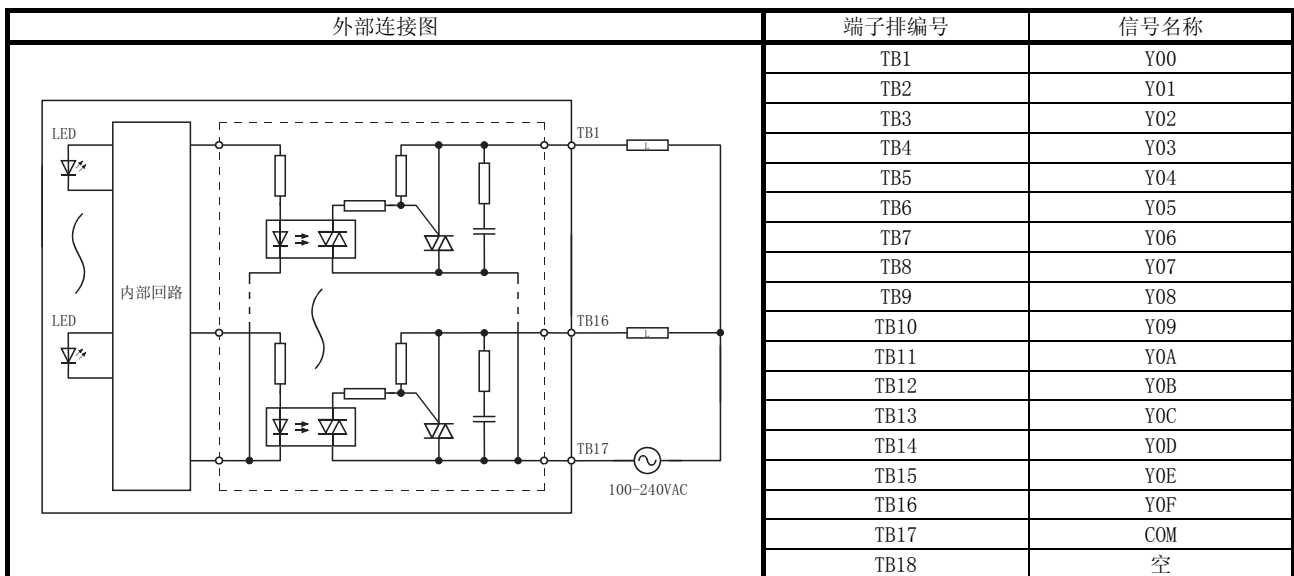 外部连接图 端子排编号 信号名称
LED
TB1
L
内部回路
LED
TB16
L
TB17
100-240VAC
TB1 Y00
TB2 Y01
TB3 Y02
TB4 Y03
TB5 Y04
TB6 Y05
TB7 Y06
TB8 Y07
TB9 Y08
TB10 Y09
TB11 Y0A
TB12 Y0B
TB13 Y0C
TB14 Y0D
TB15 Y0E
TB16 Y0F
TB17 COM
TB18 空